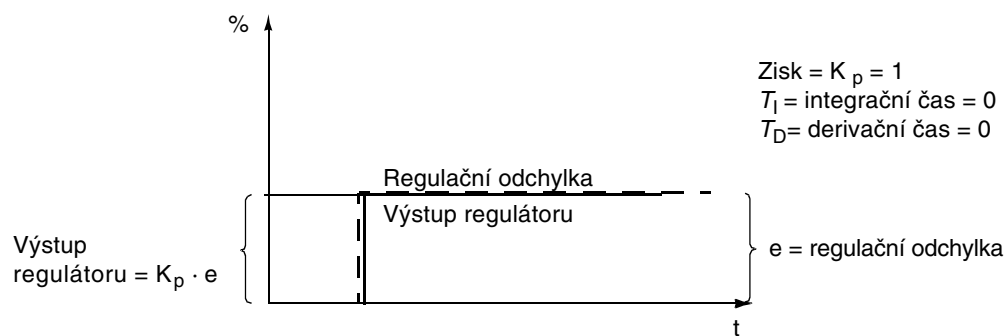 %
Zisk = K p = 1
TI = integrační čas = 0
TD= derivační čas = 0
Regulační odchylka
Výstup regulátoru
Výstup
regulátoru = Kp · e
e = regulační odchylka
t